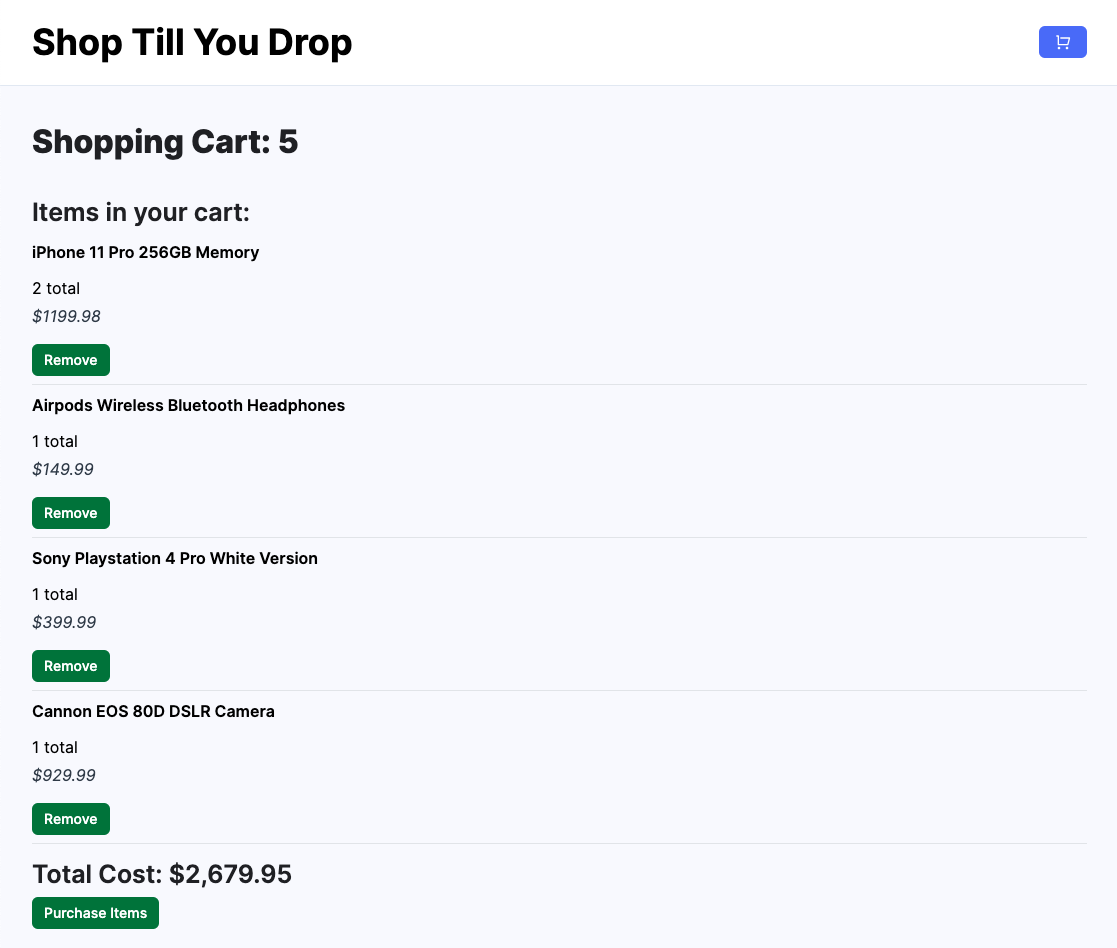 Shop Till You Drop
Shopping Cart: 5
Items in your cart:
iPhone 11 Pro 256GB Memory
2 total
$1199.98
Remove
Airpods Wireless Bluetooth Headphones
1 total
$149.99
Remove
Sony Playstation 4 Pro White Version
1 total
$399.99
Remove
Cannon EOS 80D DSLR Camera
1 total
$929.99
Remove
Total Cost: $2,679.95
Purchase Items